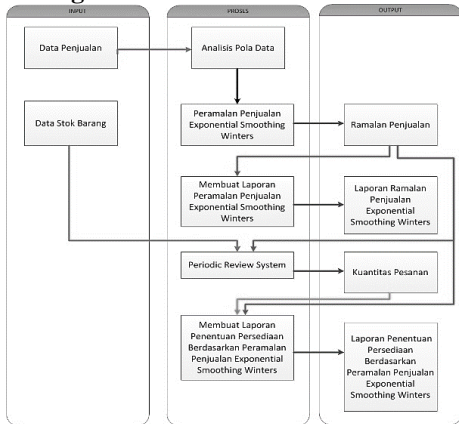 INPUT
PROSES
OUTPUT
Data Penjualan
Analisis Pola Data
Data Stok Barang
Peramalan Penjualan
Exponential Smoothing
Winters
Ramalan Penjualan
Membuat Laporan
Peramalan Penjualan
Exponential Smoothing
Winters
Laporan Ramalan
Penjualan
Exponential
Smoothing Winters
Periodic Review System
Kuantitas Pesanan
Membuat Laporan
Penentuan Persediaan
Berdasarkan Peramalan
Penjualan Exponential
Smoothing Winters
Laporan Penentuan
Persediaan
Berdasarkan
Peramalan Penjualan
Exponential
Smoothing Winters